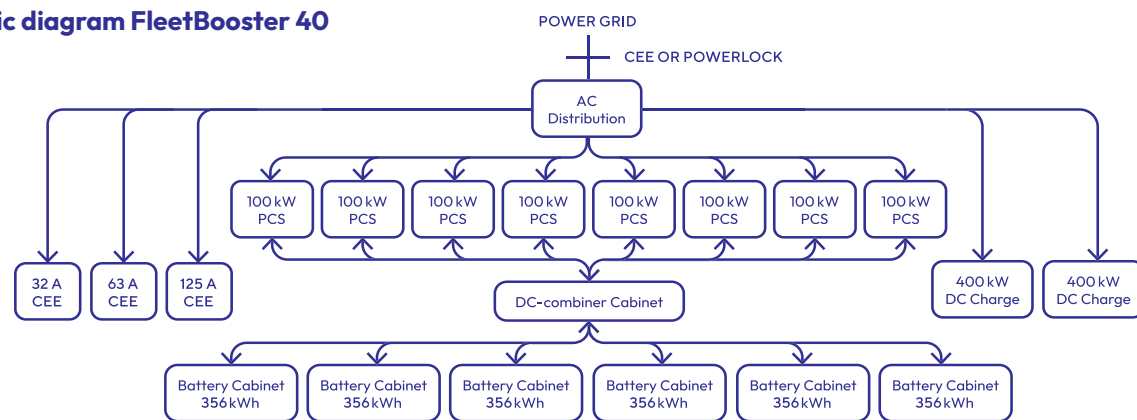 ic diagram FleetBooster 40
POWER GRID
CEE OR POWERLOCK
AC
Distribution
100 kW
PCS
100 kW
PCS
100 kW
PCS
100 kW
PCS
100 kW
PCS
100 kW
PCS
100 kW
PCS
100 kW
PCS
32 A
CEE
63 A
CEE
125 A
CEE
400 kW
DC Charge
400 kW
DC Charge
DC-combiner Cabinet
Battery Cabinet
356 kWh
Battery Cabinet
356 kWh
Battery Cabinet
356 kWh
Battery Cabinet
356 kWh
Battery Cabinet
356 kWh
Battery Cabinet
356 kWh